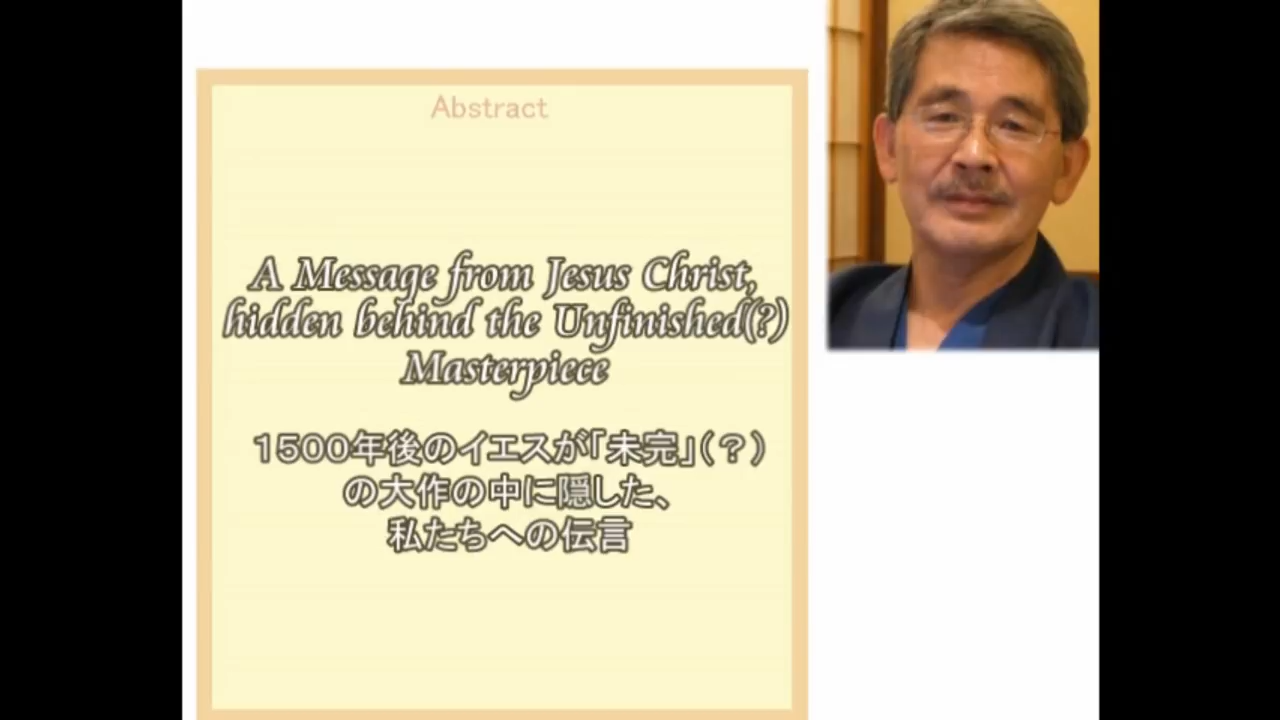 Abstract
A Message from Jesus Christ,
hidden behind the Unfinished(?)
Masterpiece
1500年後のイエスが「未完」(?)
の大作の中に隠した、
私たちへの伝言